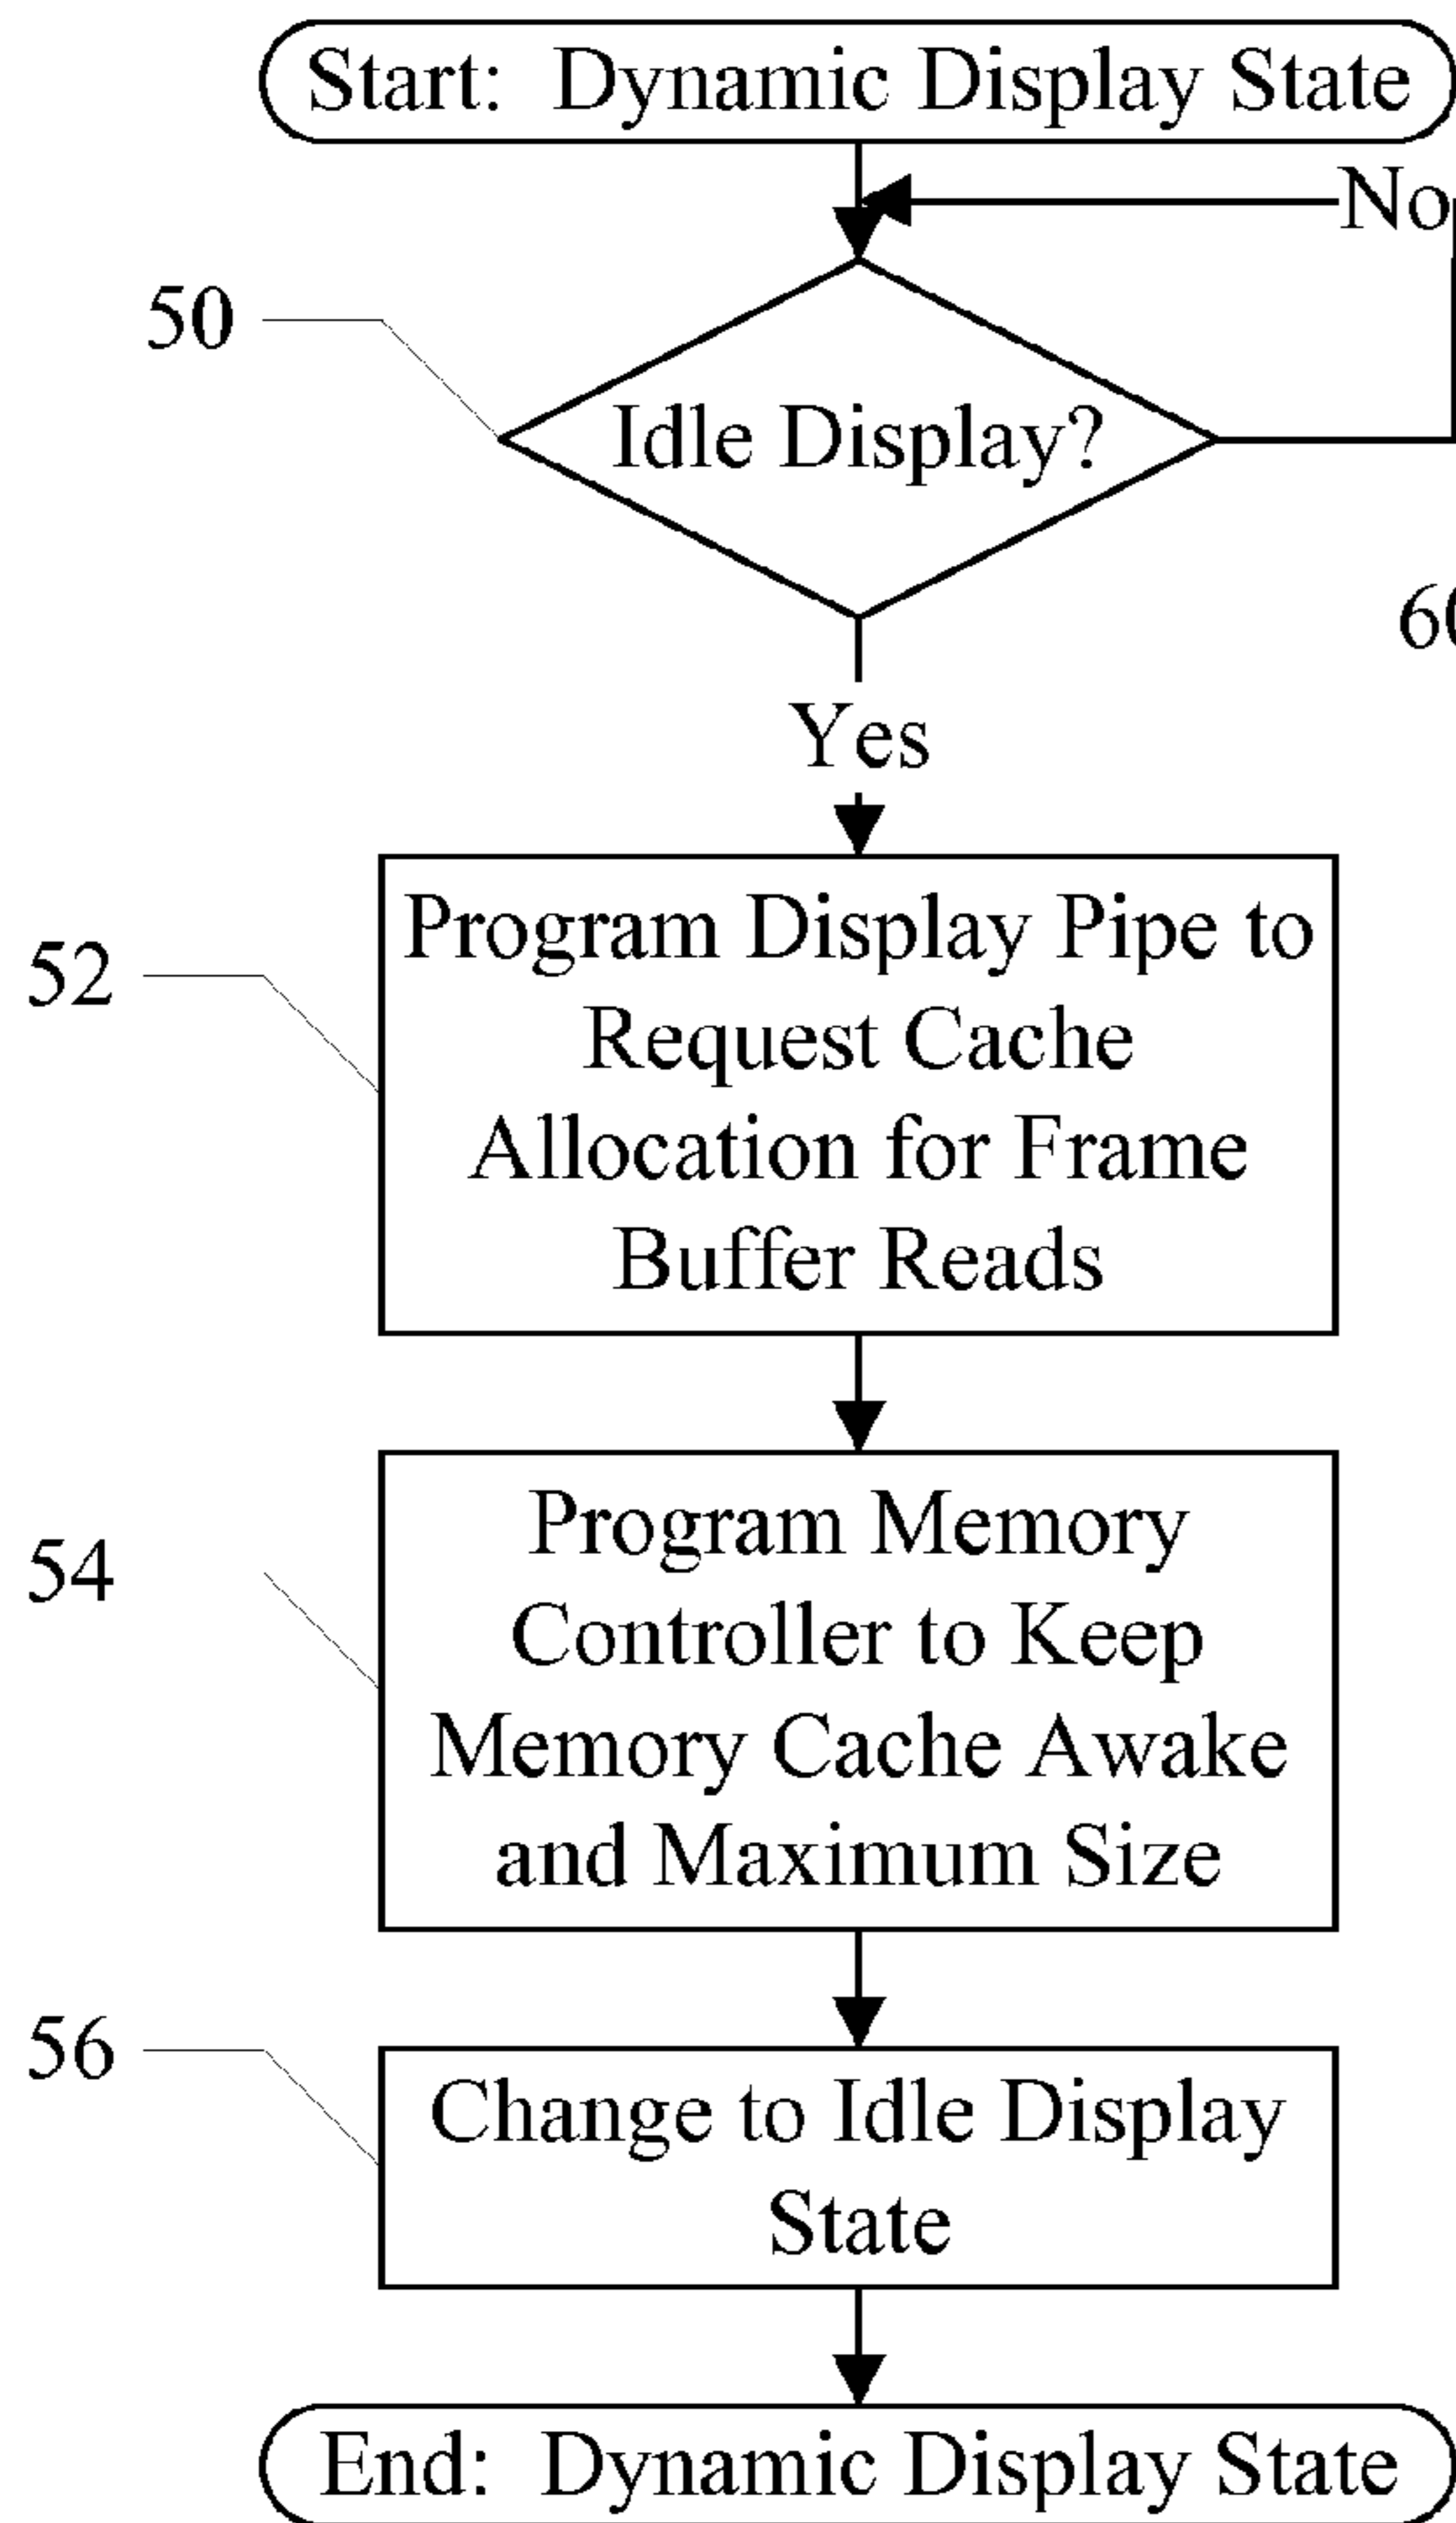 Start: Dynamic Display State
No
50
Idle Display?
Yes
52
Program Display Pipe to
Request Cache
Allocation for Frame
Buffer Reads
54
Program Memory
Controller to Keep
Memory Cache Awake
and Maximum Size
56
Change to Idle Display
State
End: Dynamic Display State